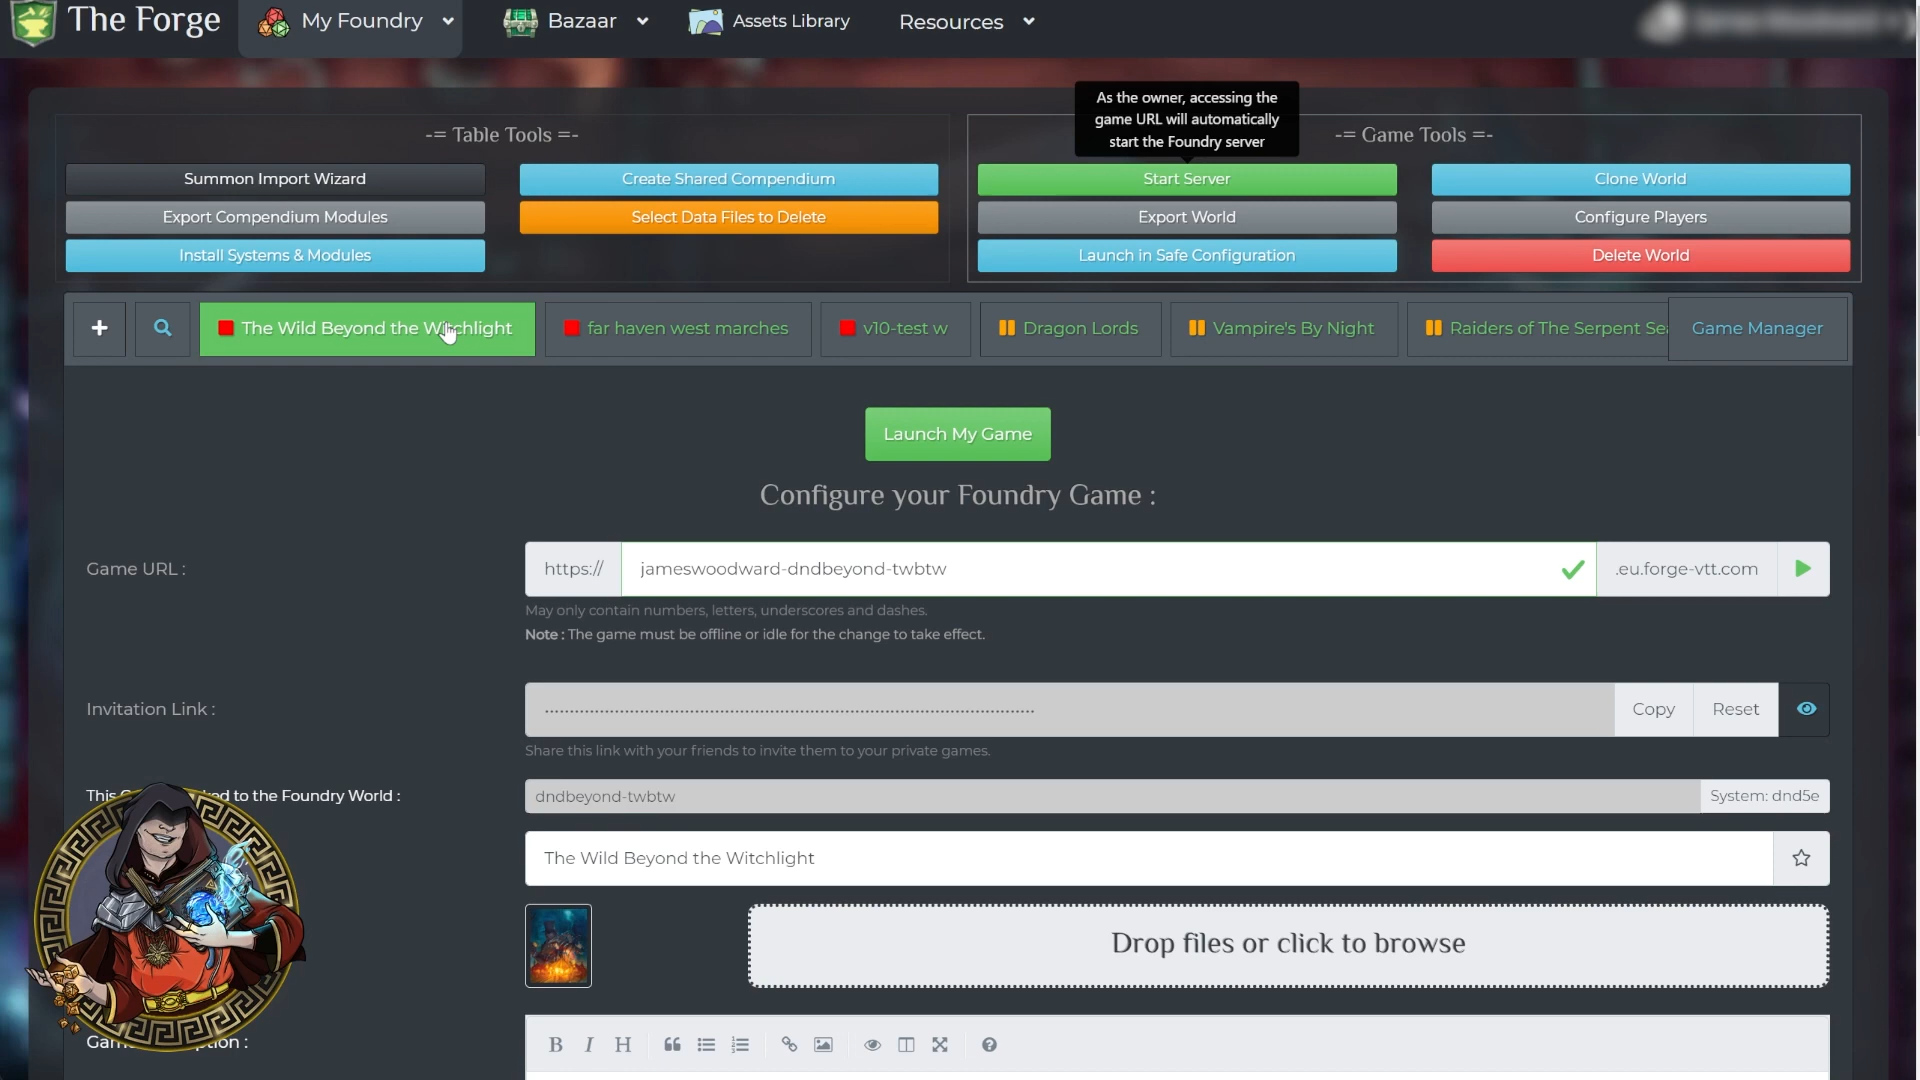 The Forge
My Foundry
Bazaar
Assets Library
Resources
As the owner, accessing the
game URL will automatically
start the Foundry server
-= Table Tools =-
-= Game Tools =-
Summon Import Wizard
Create Shared Compendium
Start Server
Clone World
Export Compendium Modules
Select Data Files to Delete
Export World
Configure Players
Install Systems & Modules
Launch in Safe Configuration
Delete World
The Wild Beyond the Witchlight
far haven west marches
v10-test w
Dragon Lords
Vampire's By Night
Raiders of The Serpent Sea
Game Manager
Launch My Game
Configure your Foundry Game :
Game URL :
https://
jameswoodward-dndbeyond-twbtw
.eu.forge-vtt.com
May only contain numbers, letters, underscores and dashes.
Note : The game must be offline or idle for the change to take effect.
Invitation Link :
Copy
Reset
Share this link with your friends to invite them to your private games.
This to the Foundry World :
dndbeyond-twbtw
System: dnd5e
The Wild Beyond the Witchlight
Drop files or click to browse
B I H